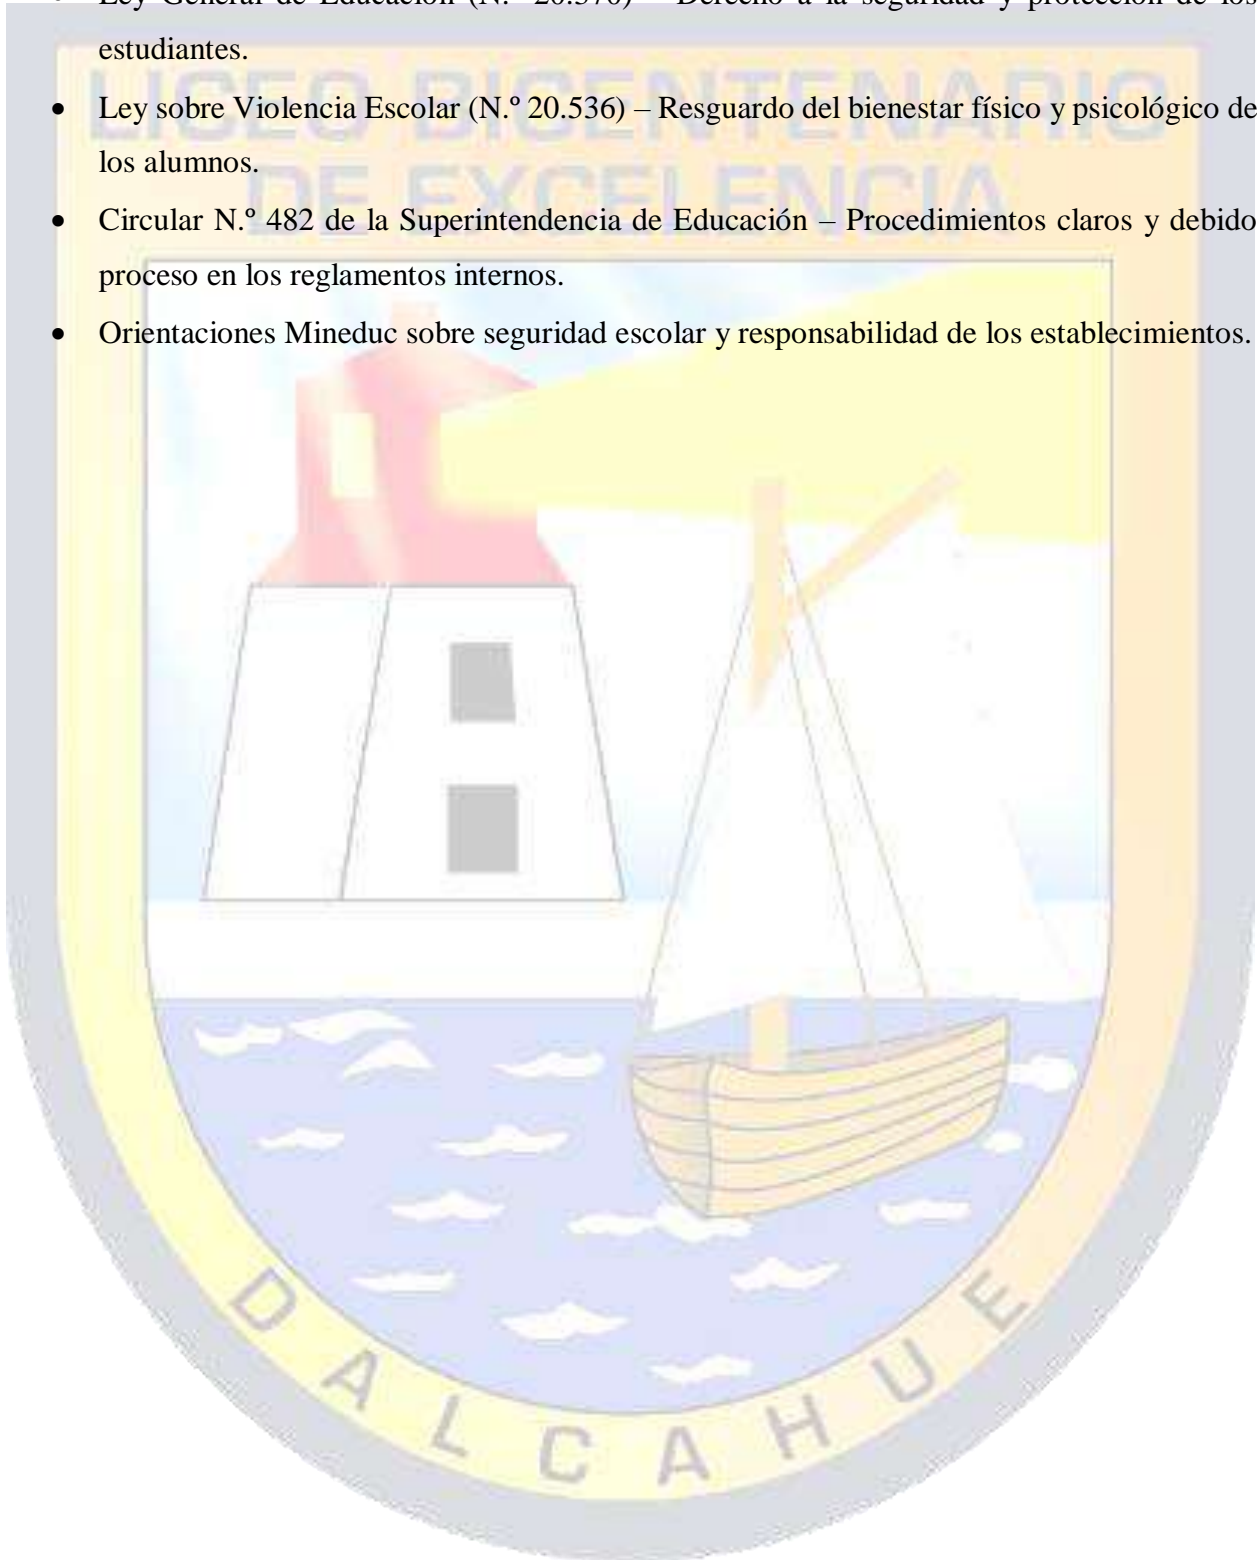 Ley General de Educación (N.º 20.370) – Derecho a la seguridad y protección de los
estudiantes.
LICEO BICENTENARIO
• Ley sobre Violencia Escolar (N.º 20.536) – Resguardo del bienestar físico y psicológico de
los alumnos.
DE EXCELENCIA
• Circular N.º 482 de la Superintendencia de Educación – Procedimientos claros y debido
proceso en los reglamentos internos.
• Orientaciones Mineduc sobre seguridad escolar y responsabilidad de los establecimientos.
DALCAHUE